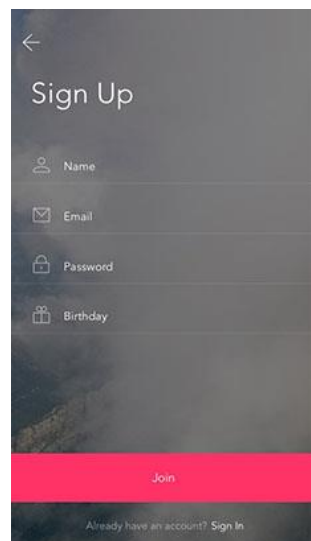 Sign Up
Name
Email
Password
Birthday
Join
Already have an account? Sign In